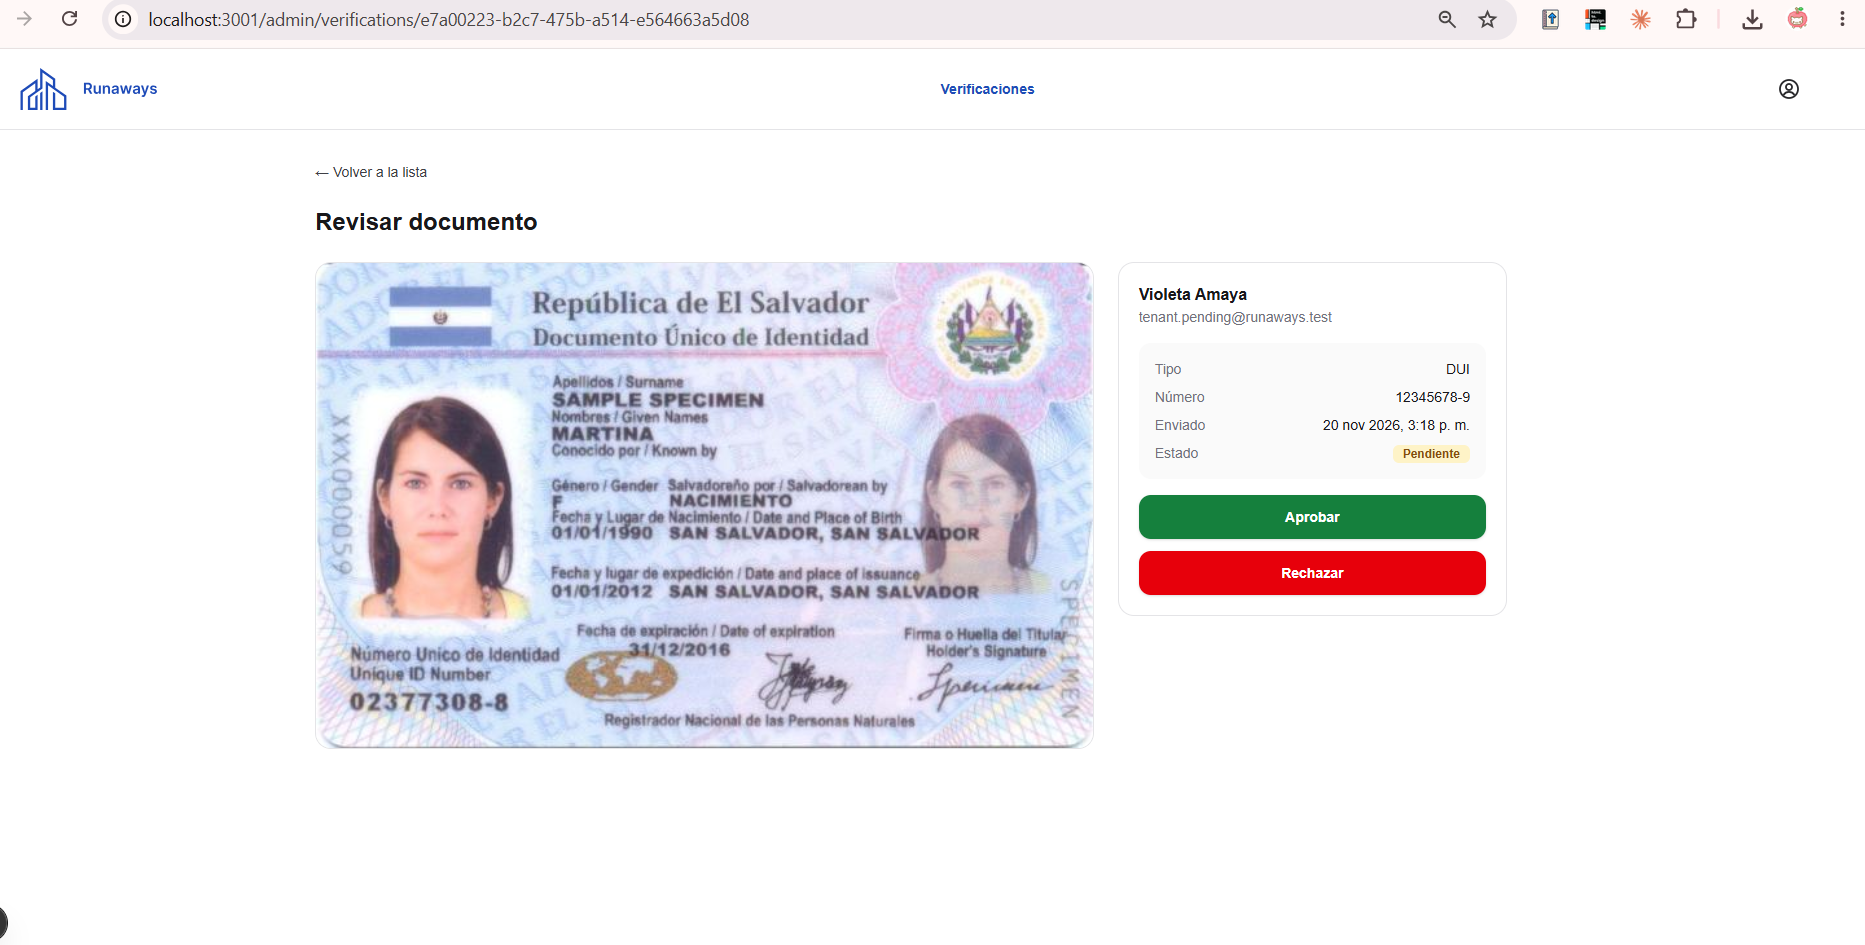 localhost:3001/admin/verifications/e7a00223-b2c7-475b-a514-e564663a5d08
Runaways
Verificaciones
← Volver a la lista
Revisar documento
República de El Salvador
Documento Único de Identidad
Apellidos / Surname
SAMPLE SPECIMEN
Nombres / Given Names
MARTINA
Conocido por / Known by
Género / Gender Salvadoreño por / Salvadorean by
F NACIMIENTO
Fecha y Lugar de Nacimiento / Date and Place of Birth
01/01/1990 SAN SALVADOR, SAN SALVADOR
Fecha y lugar de expedición / Date and place of issuance
01/01/2012 SAN SALVADOR, SAN SALVADOR
Fecha de expiración / Date of expiration
31/12/2016
Firma o Huella del Titular
Holder's Signature
Número Unico de Identidad
Unique ID Number
02377308-8
Registrador Nacional de las Personas Naturales
XXX0000059
SPECIMEN
Violeta Amaya
tenant.pending@runaways.test
Tipo DUI
Número 12345678-9
Enviado 20 nov 2026, 3:18 p. m.
Estado Pendiente
Aprobar
Rechazar